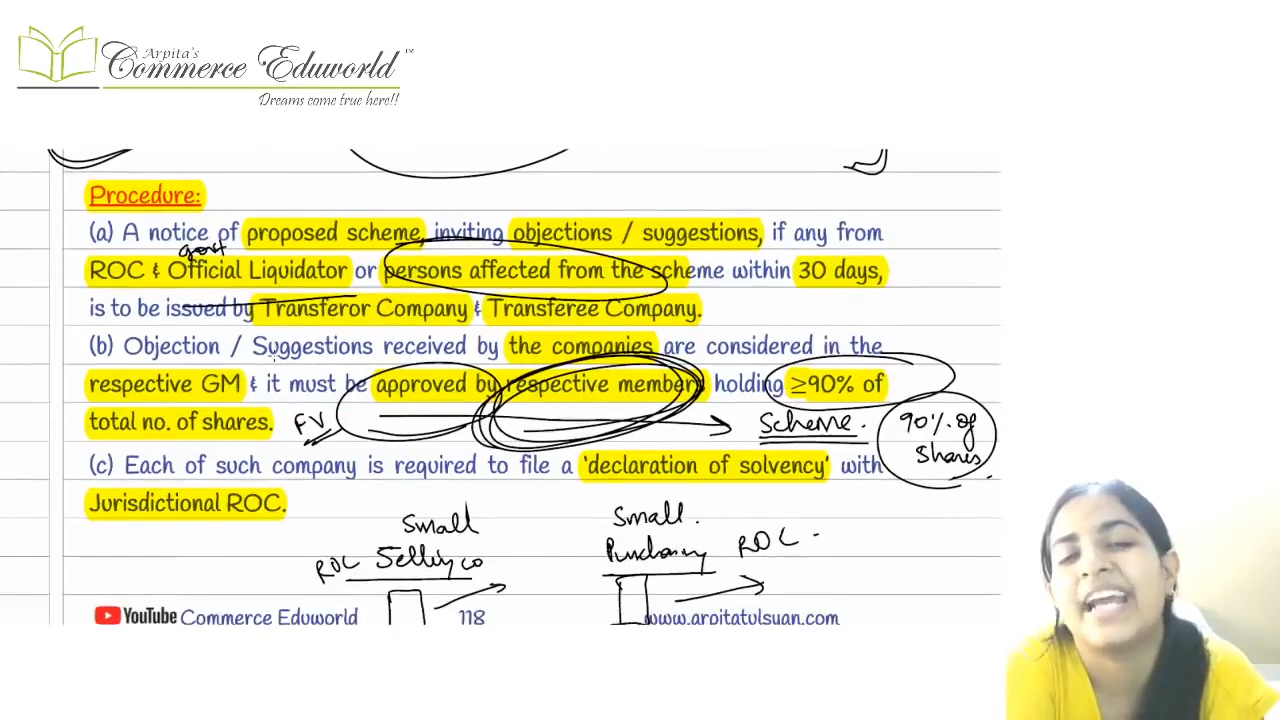 Arpita's
Commerce Eduworld™
Dreams come true here!!
Procedure:
(a) A notice of proposed scheme, inviting objections / suggestions, if any from
govt
ROC & Official Liquidator or persons affected from the scheme within 30 days,
is to be issued by Transferor Company & Transferee Company.
(b) Objection / Suggestions received by the companies are considered in the
respective GM & it must be approved by respective members holding ≥90% of
total no. of shares. FV Scheme. 90% of
Shares
(c) Each of such company is required to file a 'declaration of solvency' with
Jurisdictional ROC.
Small Small.
ROC Selling co Purchasing ROC
YouTube Commerce Eduworld 118 www.arpitatulsyan.com